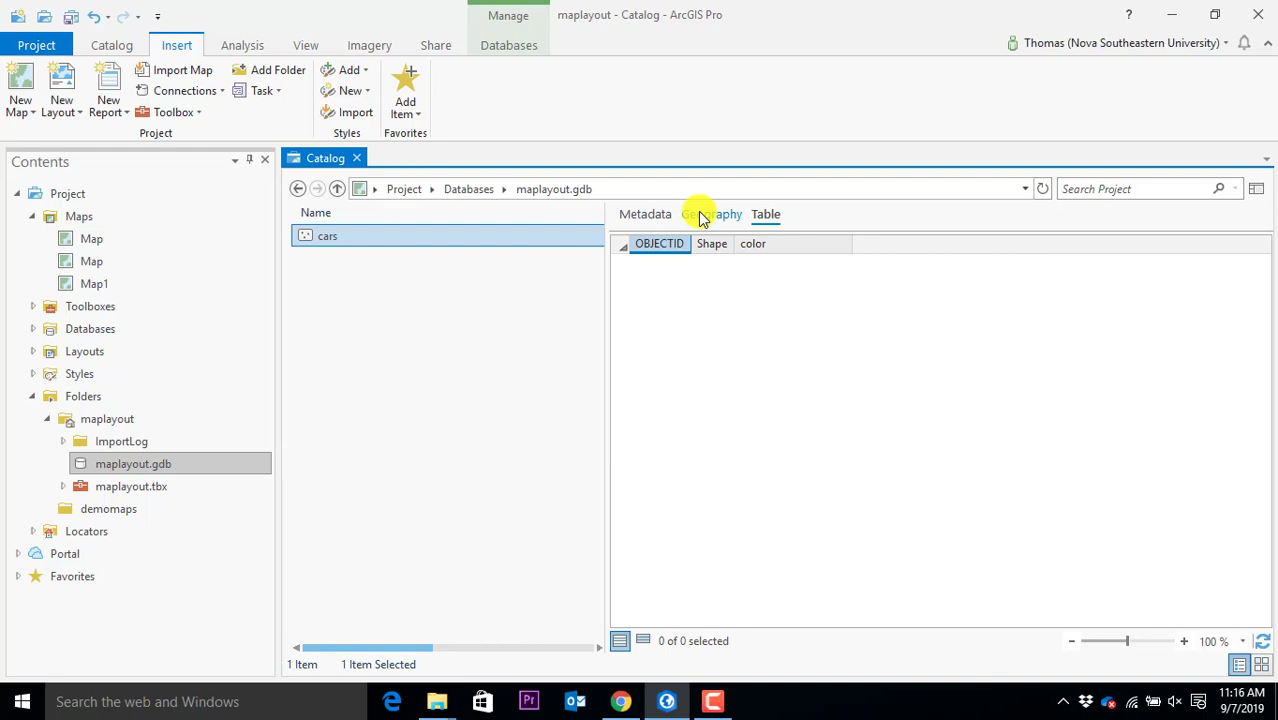 Manage
maplayout - Catalog - ArcGIS Pro
?
Project
Catalog
Insert
Analysis
View
Imagery
Share
Databases
Thomas (Nova Southeastern University)
New Map
New Layout
New Report
Import Map
Connections
Toolbox
Add Folder
Task
Project
Add
New
Import
Styles
Add Item
Favorites
Contents
Project
Maps
Map
Map
Map1
Toolboxes
Databases
Layouts
Styles
Folders
maplayout
ImportLog
maplayout.gdb
maplayout.tbx
demomaps
Locators
Portal
Favorites
Catalog
Project
Databases
maplayout.gdb
Search Project
Name
cars
Metadata
Geography
Table
OBJECTID
Shape
color
0 of 0 selected
100 %
1 Item
1 Item Selected
Search the web and Windows
Pr
11:16 AM
9/7/2019